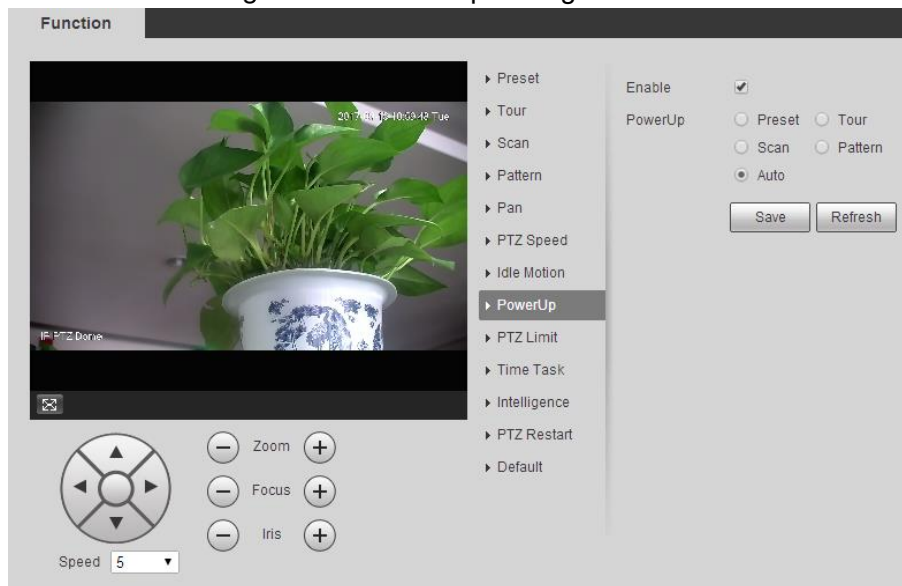 Function
Tue
IP PTZ Dome
Preset
Tour
Scan
Pattern
Pan
PTZ Speed
Idle Motion
PowerUp
PTZ Limit
Time Task
Intelligence
PTZ Restart
Default
Enable
PowerUp
Preset Tour
Scan Pattern
Auto
Save Refresh
Zoom
Focus
Iris
Speed 5